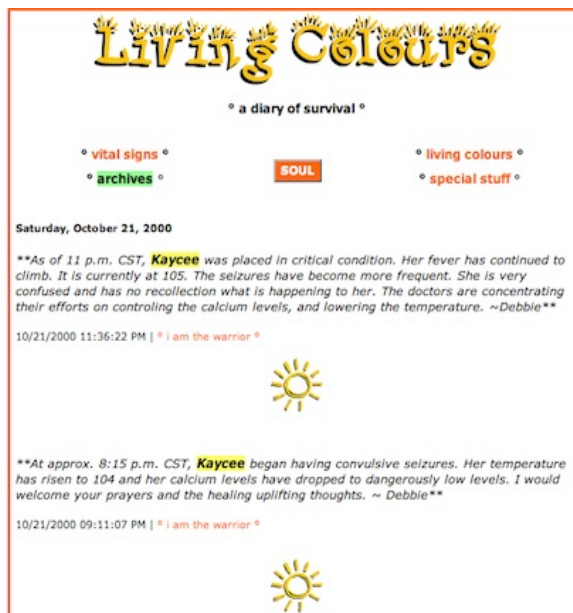 Living Colours
° a diary of survival °
° vital signs °
° archives °
SOUL
° living colours °
° special stuff °
Saturday, October 21, 2000
**As of 11 p.m. CST, Kaycee was placed in critical condition. Her fever has continued to
climb. It is currently at 105. The seizures have become more frequent. She is very
confused and has no recollection what is happening to her. The doctors are concentrating
their efforts on controling the calcium levels, and lowering the temperature. ~Debbie**
10/21/2000 11:36:22 PM | ° i am the warrior °
**At approx. 8:15 p.m. CST, Kaycee began having convulsive seizures. Her temperature
has risen to 104 and her calcium levels have dropped to dangerously low levels. I would
welcome your prayers and the healing uplifting thoughts. ~ Debbie**
10/21/2000 09:11:07 PM | ° i am the warrior °